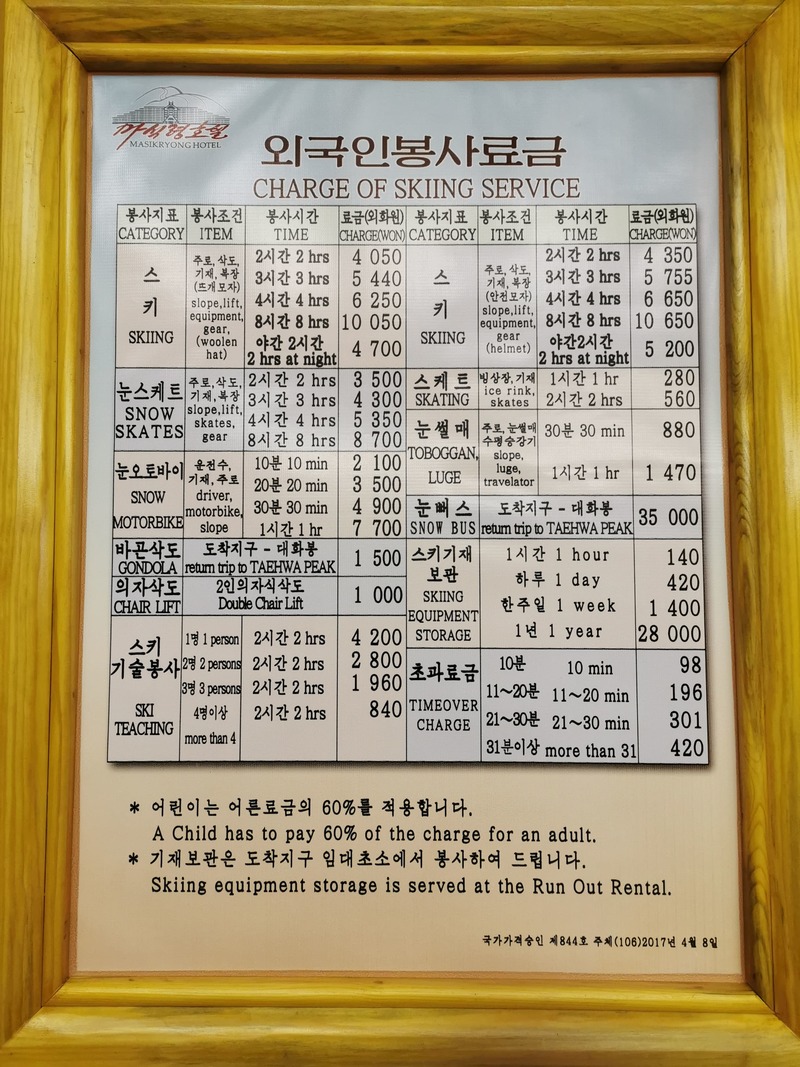 마식령호텔
MASIKRYONG HOTEL
외국인봉사료금
CHARGE OF SKIING SERVICE
봉사지표 봉사조건 봉사시간 료금(외화원) 봉사지표 봉사조건 봉사시간 료금(외화원)
CATEGORY ITEM TIME CHARGE(WON) CATEGORY ITEM TIME CHARGE(WON)
스키
SKIING
주로, 삭도,
기재, 복장
(뜨개모자)
slope,lift,
equipment,
gear,
(woolen
hat)
2시간 2 hrs 4 050
3시간 3 hrs 5 440
4시간 4 hrs 6 250
8시간 8 hrs 10 050
야간 2시간
2 hrs at night 4 700
눈스케트
SNOW
SKATES
주로, 삭도,
기재, 복장
slope,lift,
skates,
gear
2시간 2 hrs 3 500
3시간 3 hrs 4 300
4시간 4 hrs 5 350
8시간 8 hrs 8 700
눈오토바이
SNOW
MOTORBIKE
운전수,
기재, 주로
driver,
motorbike,
slope
10분 10 min 2 100
20분 20 min 3 500
30분 30 min 4 900
1시간 1 hr 7 700
바곤삭도 도착지구 - 대화봉
GONDOLA return trip to TAEHWA PEAK 1 500
의자삭도 2인의자식삭도
CHAIR LIFT Double Chair Lift 1 000
스키
기술봉사
SKI
TEACHING
1명 1 person 2시간 2 hrs 4 200
2명 2 persons 2시간 2 hrs 2 800
3명 3 persons 2시간 2 hrs 1 960
4명이상 2시간 2 hrs 840
more than 4
스키
SKIING
주로, 삭도,
기재, 복장
(안전모자)
slope,lift,
equipment,
gear
(helmet)
2시간 2 hrs 4 350
3시간 3 hrs 5 755
4시간 4 hrs 6 650
8시간 8 hrs 10 650
야간2시간
2 hrs at night 5 200
스케트
SKATING
빙상장, 기재
ice rink,
skates
1시간 1 hr 280
2시간 2 hrs 560
눈썰매
TOBOGGAN,
LUGE
주로, 눈썰매
수평승강기
slope,
luge,
travelator
30분 30 min 880
1시간 1 hr 1 470
눈뻐스 도착지구 - 대화봉
SNOW BUS return trip to TAEHWA PEAK 35 000
스키기재
보관
SKIING
EQUIPMENT
STORAGE
1시간 1 hour 140
하루 1 day 420
한주일 1 week 1 400
1년 1 year 28 000
초과료금
TIMEOVER
CHARGE
10분 10 min 98
11~20분 11~20 min 196
21~30분 21~30 min 301
31분이상 more than 31 420
* 어린이는 어른료금의 60%를 적용합니다.
A Child has to pay 60% of the charge for an adult.
* 기재보관은 도착지구 임대초소에서 봉사하여 드립니다.
Skiing equipment storage is served at the Run Out Rental.
국가가격승인 제844호 주체(106)2017년 4월 8일